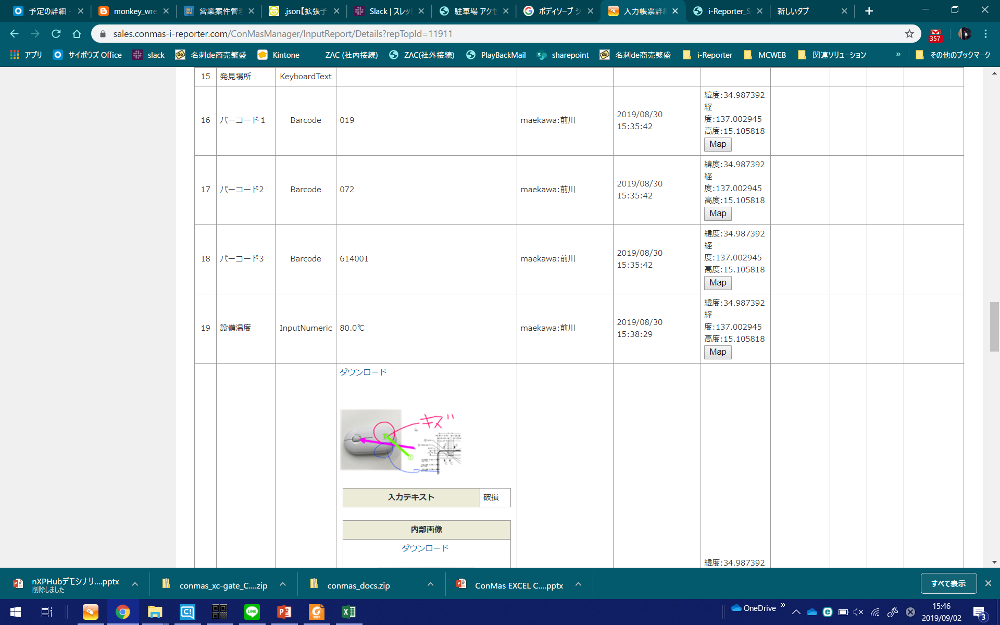 予定の詳細 -
monkey_wre
営業案件管理
.json【拡張子
Slack | スレッ
駐車場 アクセ
ボディソープ シ
入力帳票詳細
i-Reporter_S
新しいタブ
sales.conmas-i-reporter.com/ConMasManager/InputReport/Details?repTopId=11911
357
アプリ
サイボウズ Office
slack
名刺de商売繁盛
Kintone
ZAC (社内接続)
ZAC(社外接続)
PlayBackMail
sharepoint
名刺de商売繁盛
i-Reporter
MCWEB
関連ソリューション
»
その他のブックマーク
15 発見場所 KeyboardText
16 バーコード１ Barcode 019 maekawa:前川 2019/08/30
15:35:42
緯度:34.987392
経
度:137.002945
高度:15.105818
Map
17 バーコード2 Barcode 072 maekawa:前川 2019/08/30
15:35:42
緯度:34.987392
経
度:137.002945
高度:15.105818
Map
18 バーコード3 Barcode 614001 maekawa:前川 2019/08/30
15:35:42
緯度:34.987392
経
度:137.002945
高度:15.105818
Map
19 設備温度 InputNumeric 80.0℃ maekawa:前川 2019/08/30
15:38:29
緯度:34.987392
経
度:137.002945
高度:15.105818
Map
ダウンロード
キズ
入力テキスト 破損
内部画像
ダウンロード
緯度:34.987392
nXPHubデモシナリ....pptx
削除しました
conmas_xc-gate_C....zip
conmas_docs.zip
ConMas EXCEL C....pptx
すべて表示
OneDrive
»
15:46
2019/09/02
3